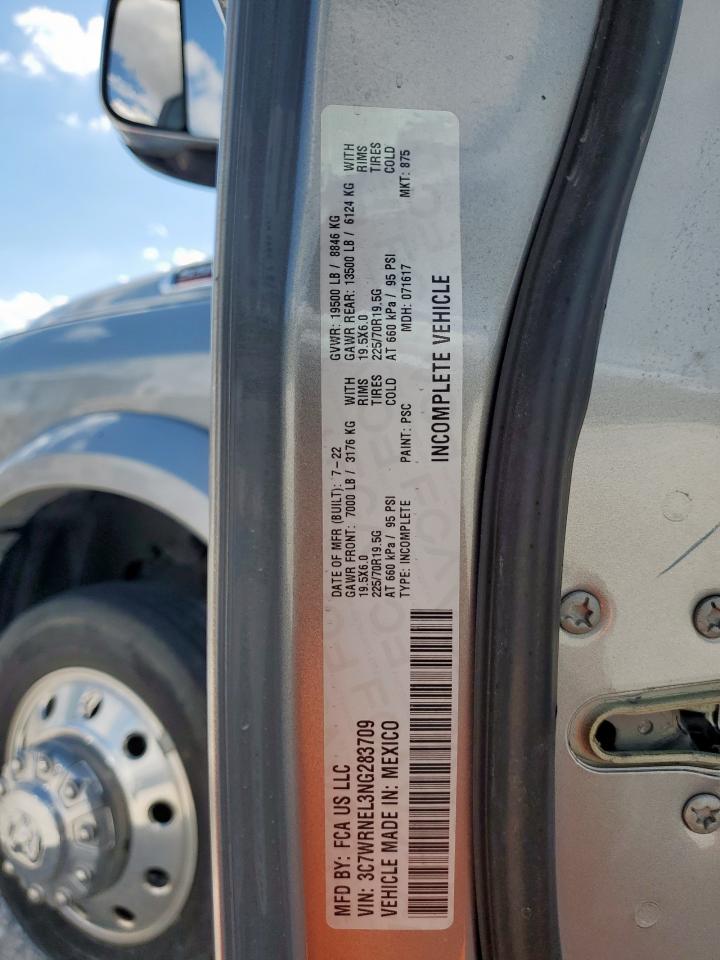 MFD BY: FCA US LLC
DATE OF MFR (BUILT): 7-22
GVWR: 19500 LB / 8846 KG
GAWR FRONT: 7000 LB / 3176 KG WITH
GAWR REAR: 13500 LB / 6124 KG WITH
19.5X6.0 RIMS
19.5X6.0 RIMS
225/70R19.5G TIRES
225/70R19.5G TIRES
AT 660 kPa / 95 PSI COLD
AT 660 kPa / 95 PSI COLD
VIN: 3C7WRNEL3NG283709
TYPE: INCOMPLETE
PAINT: PSC
MDH: 071617
MKT: 875
VEHICLE MADE IN: MEXICO
INCOMPLETE VEHICLE